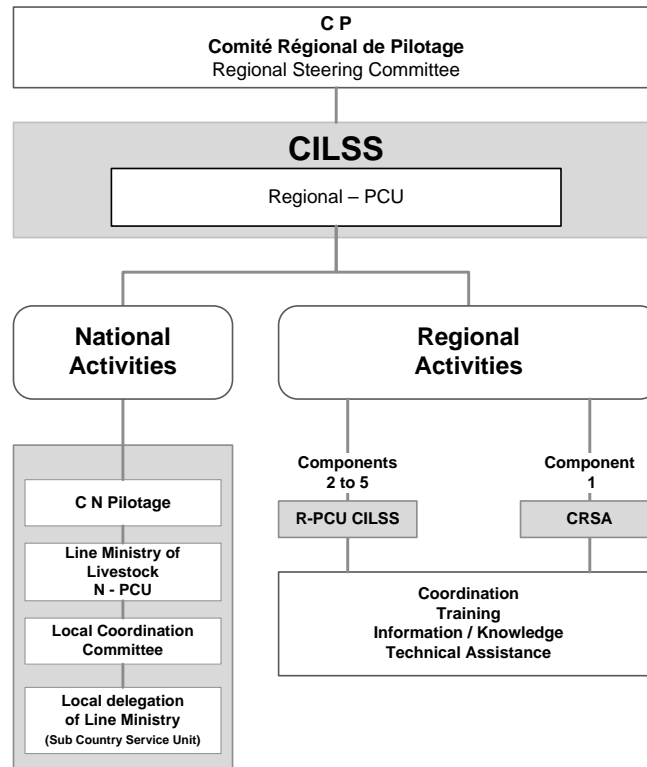 C P
Comité Régional de Pilotage
Regional Steering Committee
CILSS
Regional – PCU
National
Activities
Regional
Activities
C N Pilotage
Line Ministry of
Livestock
N - PCU
Local Coordination
Committee
Local delegation
of Line Ministry
(Sub Country Service Unit)
Components
2 to 5
Component
1
R-PCU CILSS
CRSA
Coordination
Training
Information / Knowledge
Technical Assistance